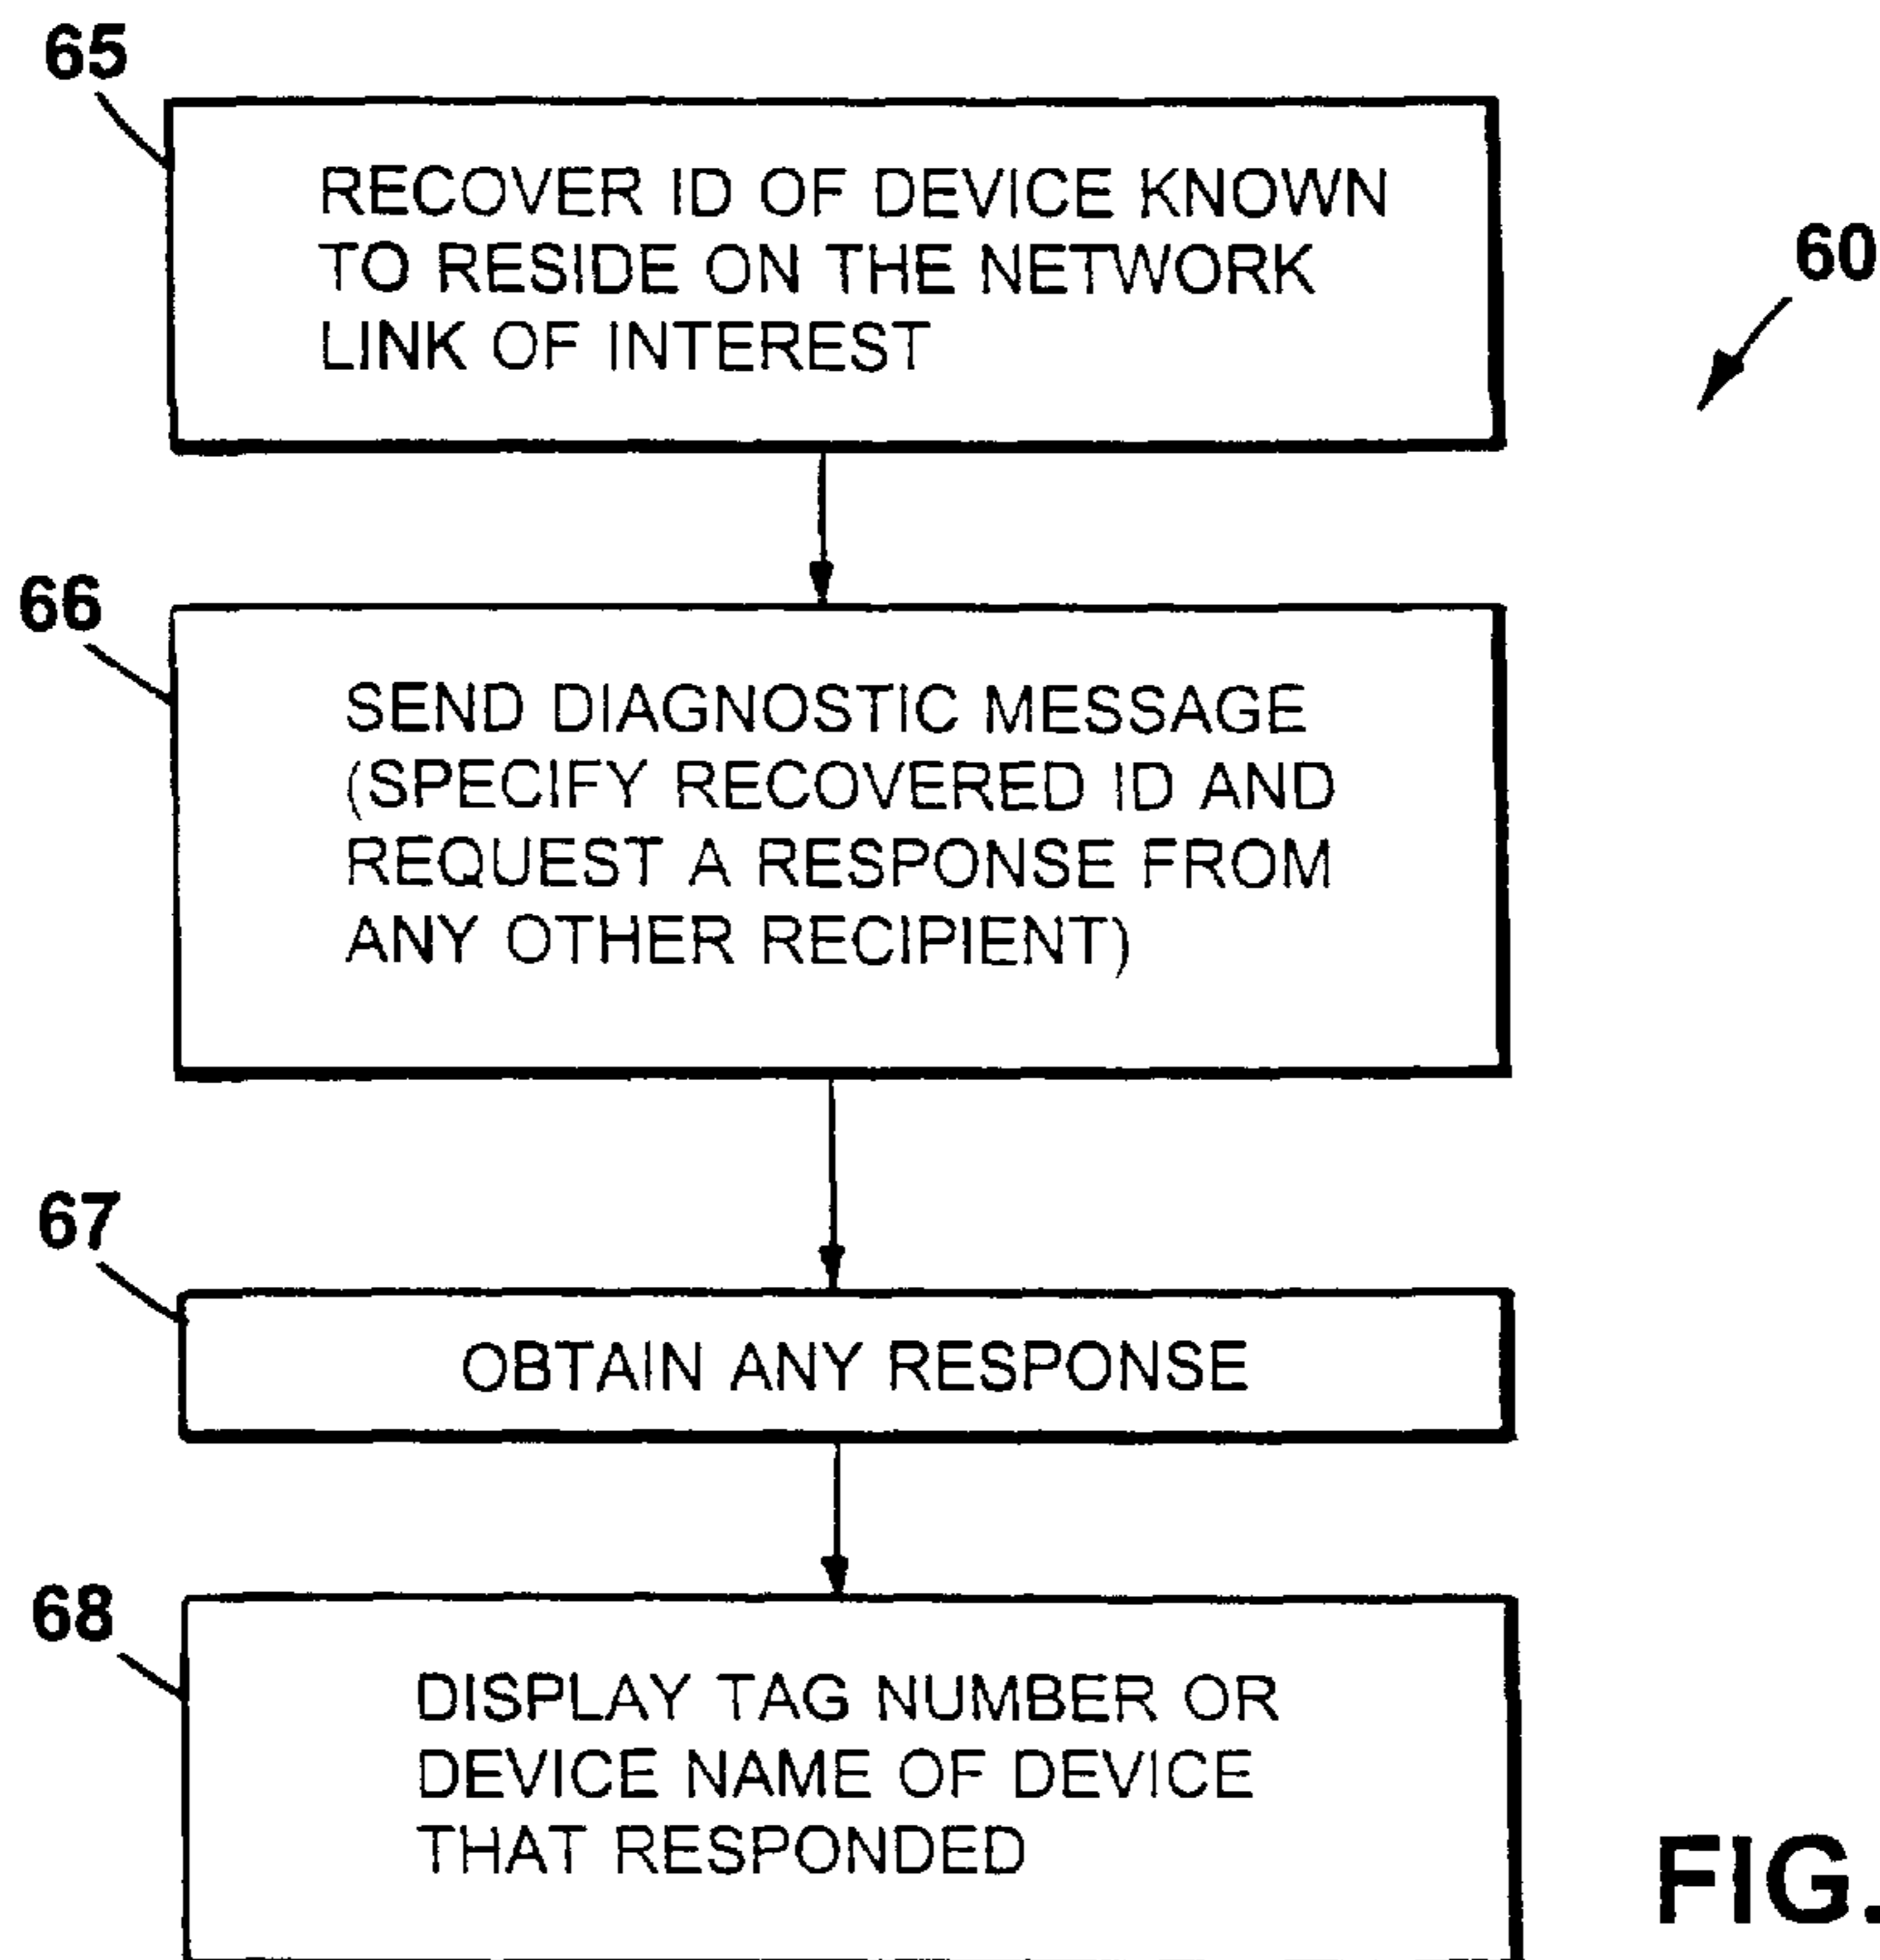 65
RECOVER ID OF DEVICE KNOWN
TO RESIDE ON THE NETWORK
LINK OF INTEREST
60
66
SEND DIAGNOSTIC MESSAGE
(SPECIFY RECOVERED ID AND
REQUEST A RESPONSE FROM
ANY OTHER RECIPIENT)
67
OBTAIN ANY RESPONSE
68
DISPLAY TAG NUMBER OR
DEVICE NAME OF DEVICE
THAT RESPONDED
FIG.